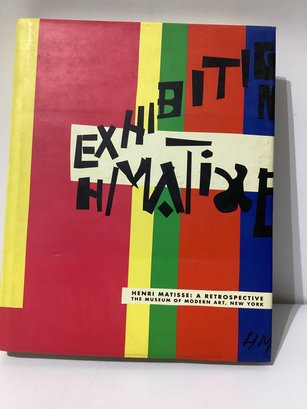 EXHIBITION
H. MATISSE
HENRI MATISSE: A RETROSPECTIVE
THE MUSEUM OF MODERN ART, NEW YORK
HM